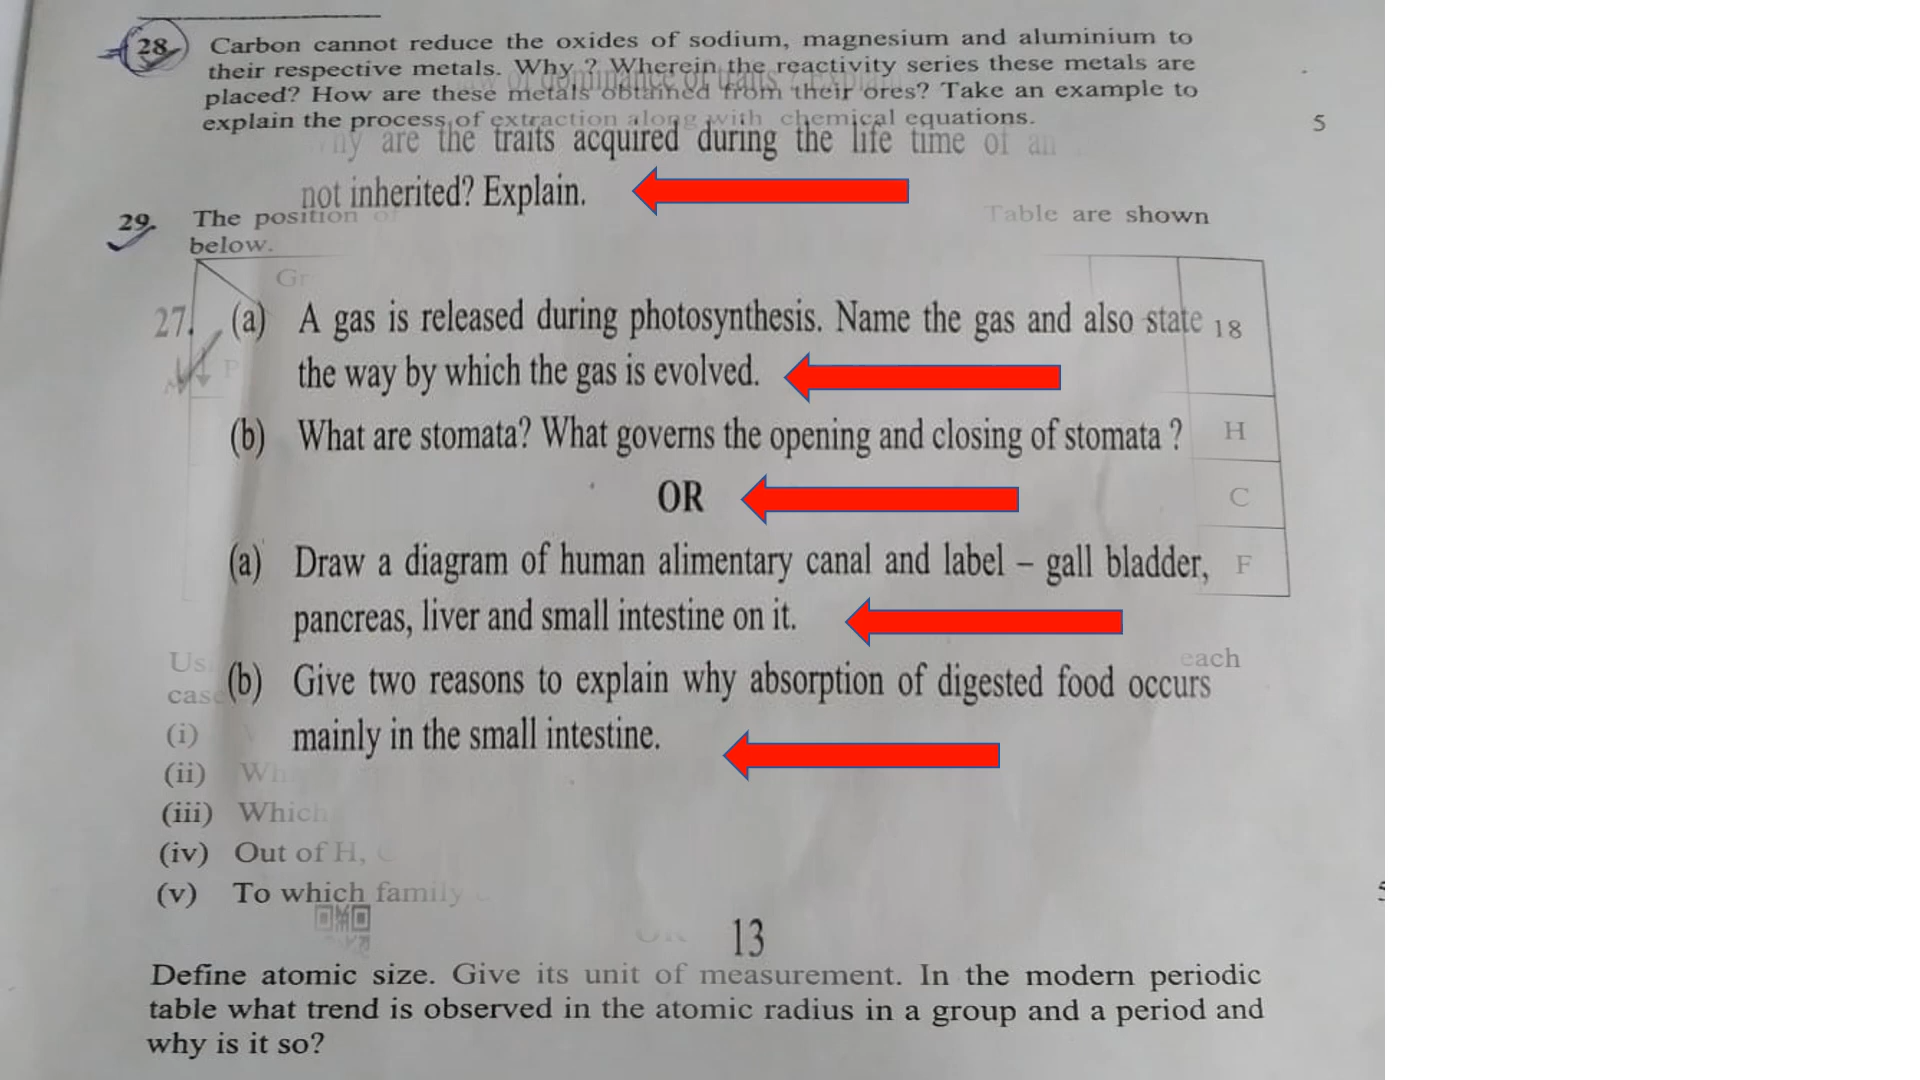 28. Carbon cannot reduce the oxides of sodium, magnesium and aluminium to
their respective metals. Why ? Wherein the reactivity series these metals are
dominance of traits
placed? How are these metals obtained from their ores? Take an example to
explain the process of extraction along with chemical equations.
5
are the traits acquired during the life time of an
not inherited? Explain.
29. The position of Table are shown
below.
Gr
27. (a) A gas is released during photosynthesis. Name the gas and also state
18
P
the way by which the gas is evolved.
(b) What are stomata? What governs the opening and closing of stomata ?
H
OR
C
(a) Draw a diagram of human alimentary canal and label – gall bladder,
F
pancreas, liver and small intestine on it.
Us each
cas
(b) Give two reasons to explain why absorption of digested food occurs
(i)
mainly in the small intestine.
(ii) Wh
(iii) Which
(iv) Out of H,
(v) To which family
5
13
Define atomic size. Give its unit of measurement. In the modern periodic
table what trend is observed in the atomic radius in a group and a period and
why is it so?